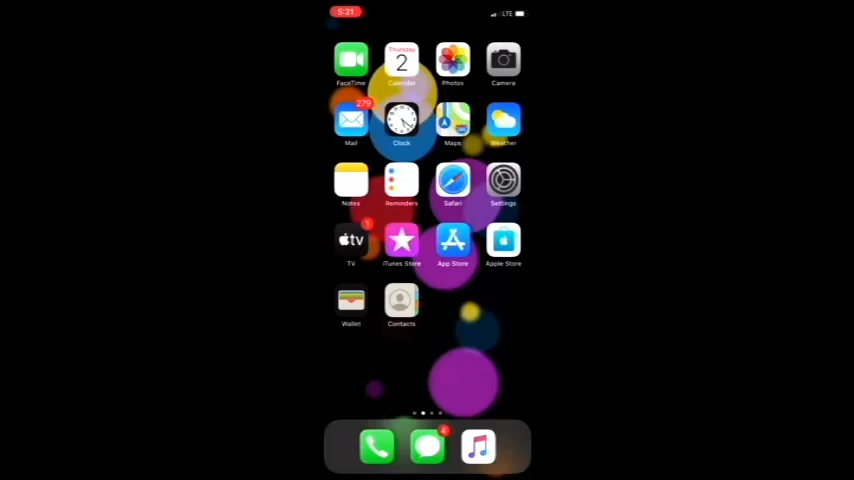 5:21
LTE
FaceTime
Thursday
2
Calendar
Photos
Camera
279
Mail
Clock
Maps
Weather
Notes
Reminders
Safari
Settings
1
tv
TV
iTunes Store
App Store
Apple Store
Wallet
Contacts
4